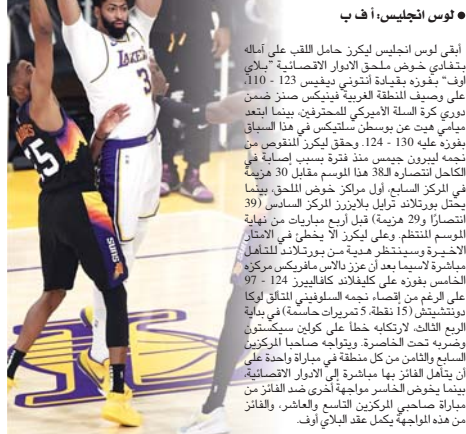 ● لوس انجليس: أ ف ب
أبقى لوس انجليس ليكرز حامل اللقب على آماله
بتفادي خوض ملحق الادوار الاقصائية "بلاي
اوف" بفوزه بقيادة أنتوني ديفيس 123 - 110،
على وصيف المنطقة الغربية فينيكس صنز ضمن
دوري كرة السلة الأميركي للمحترفين، بينما ابتعد
ميامي هيت عن بوسطن سلتيكس في هذا السباق
بفوزه عليه 130 - 124. وحقق ليكرز المنقوص من
نجمه ليبرون جيمس منذ فترة بسبب إصابة في
الكاحل انتصاره الـ38 هذا الموسم مقابل 30 هزيمة
في المركز السابع، أول مراكز خوض الملحق، بينما
يحتل بورتلاند ترايل بلايزرز المركز السادس (39
انتصارًا و29 هزيمة) قبل أربع مباريات من نهاية
الموسم المنتظم. وعلى ليكرز الا يخطئ في الامتار
الاخيرة وسينتظر هدية من بورتلاند للتأهل
مباشرة لاسيما بعد أن عزز دالاس مافريكس مركزه
الخامس بفوزه على كليفلاند كافالييرز 124 - 97
على الرغم من إقصاء نجمه السلوفيني المتألق لوكا
دونتشيتش (15 نقطة، 5 تمريرات حاسمة) في بداية
الربع الثالث، لارتكابه خطأ على كولين سيكستون
وضربه تحت الخاصرة. ويتواجه صاحبا المركزين
السابع والثامن من كل منطقة في مباراة واحدة على
أن يتأهل الفائز بها مباشرة إلى الادوار الاقصائية،
بينما يخوض الخاسر مواجهة أخرى ضد الفائز من
مباراة صاحبي المركزين التاسع والعاشر، والفائز
من هذه المواجهة يكمل عقد البلاي أوف.
LAKERS
3
15
SUNS